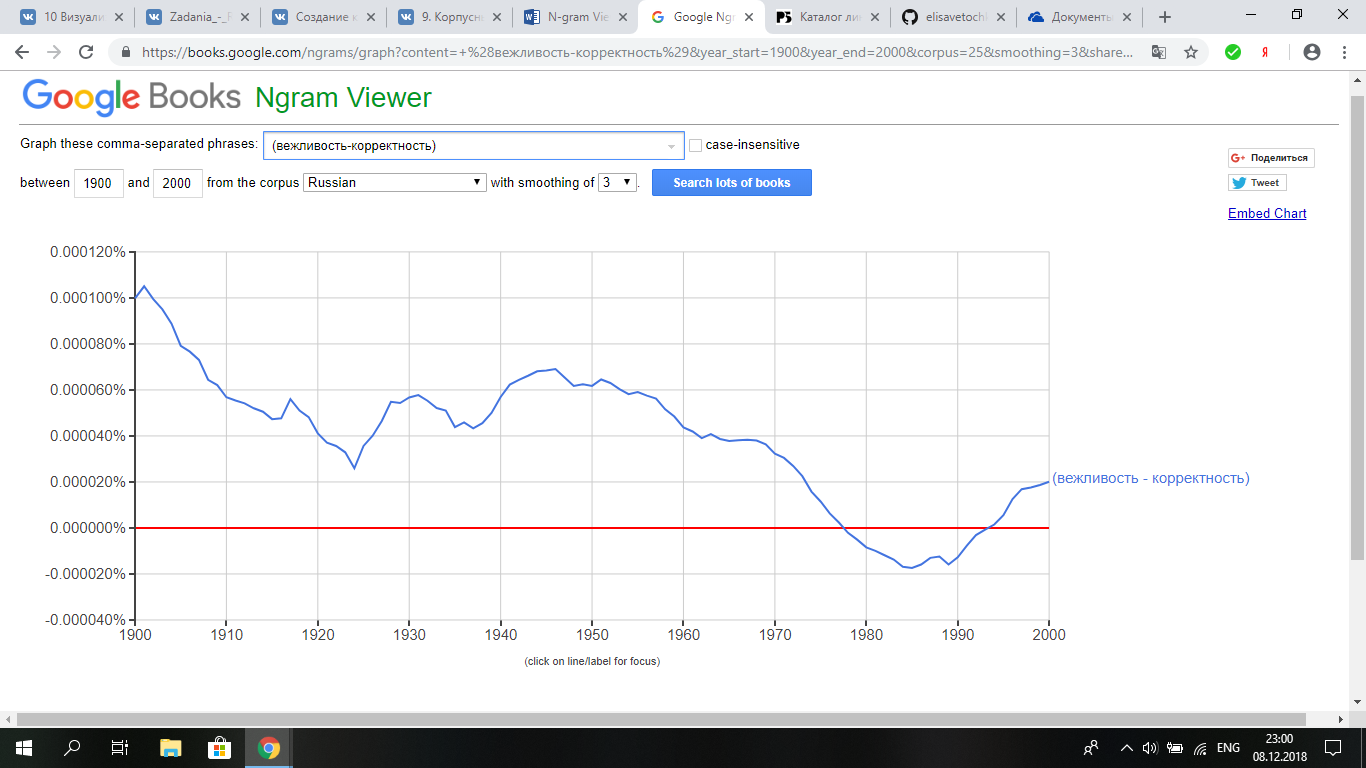 10 Визуали
Zadania_-_F
Создание к
9. Корпусн
N-gram Vie
Google Ngr
Каталог ли
elisavetochk
Документы
https://books.google.com/ngrams/graph?content=+%28вежливость-корректность%29&year_start=1900&year_end=2000&corpus=25&smoothing=3&share...
Google Books Ngram Viewer
Graph these comma-separated phrases: (вежливость-корректность) case-insensitive
between 1900 and 2000 from the corpus Russian with smoothing of 3 . Search lots of books
G+ Поделиться
Tweet
Embed Chart
0.000120%
0.000100%
0.000080%
0.000060%
0.000040%
0.000020%
0.000000%
-0.000020%
-0.000040%
(вежливость - корректность)
1900 1910 1920 1930 1940 1950 1960 1970 1980 1990 2000
(click on line/label for focus)
ENG
23:00
08.12.2018